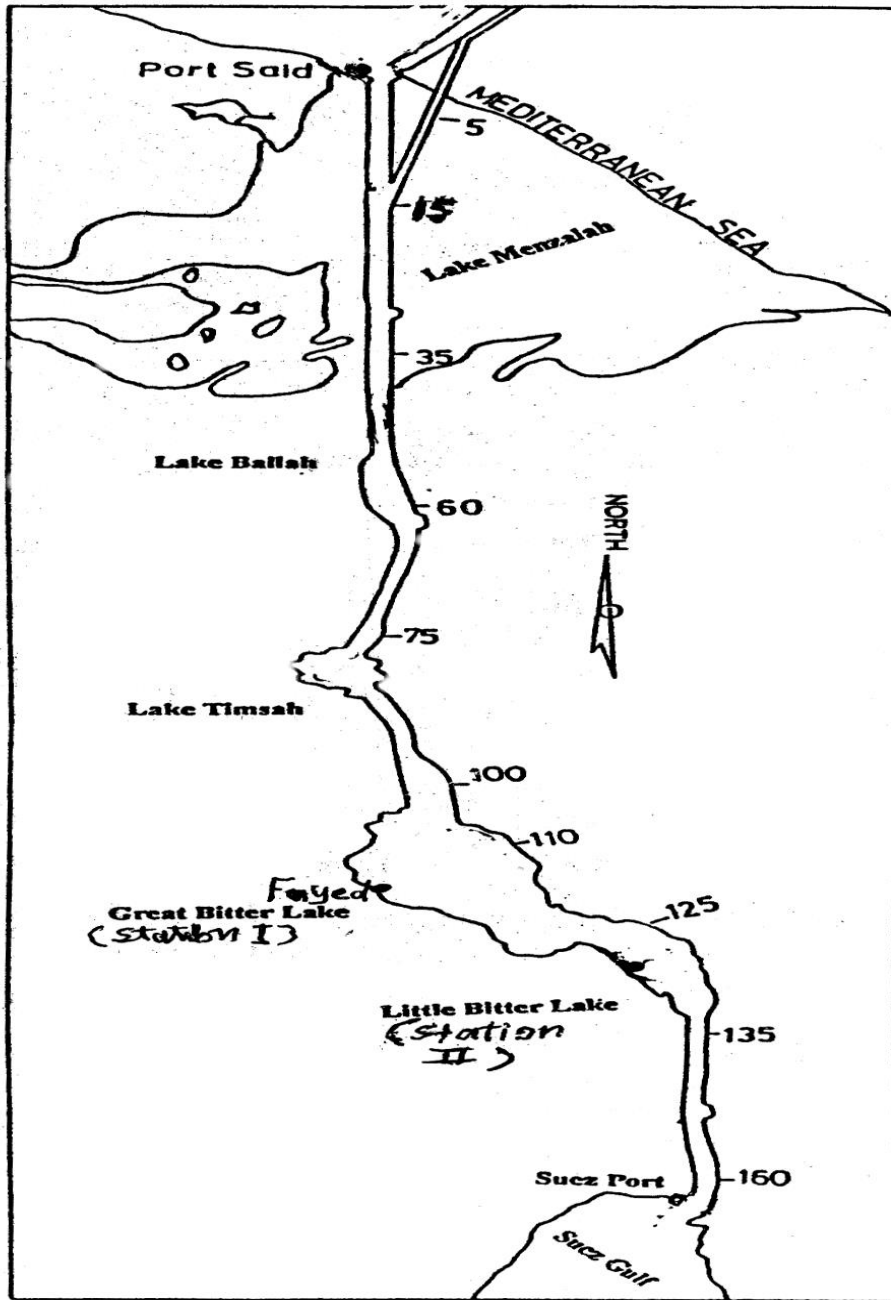 Port Said
5
MEDITERRANEAN SEA
15
Lake Menzalah
35
Lake Ballah
60
NORTH
75
Lake Timsah
100
110
Fayed
Great Bitter Lake
(Station I)
125
Little Bitter Lake
(Station
II)
135
Suez Port
160
Suez Gulf